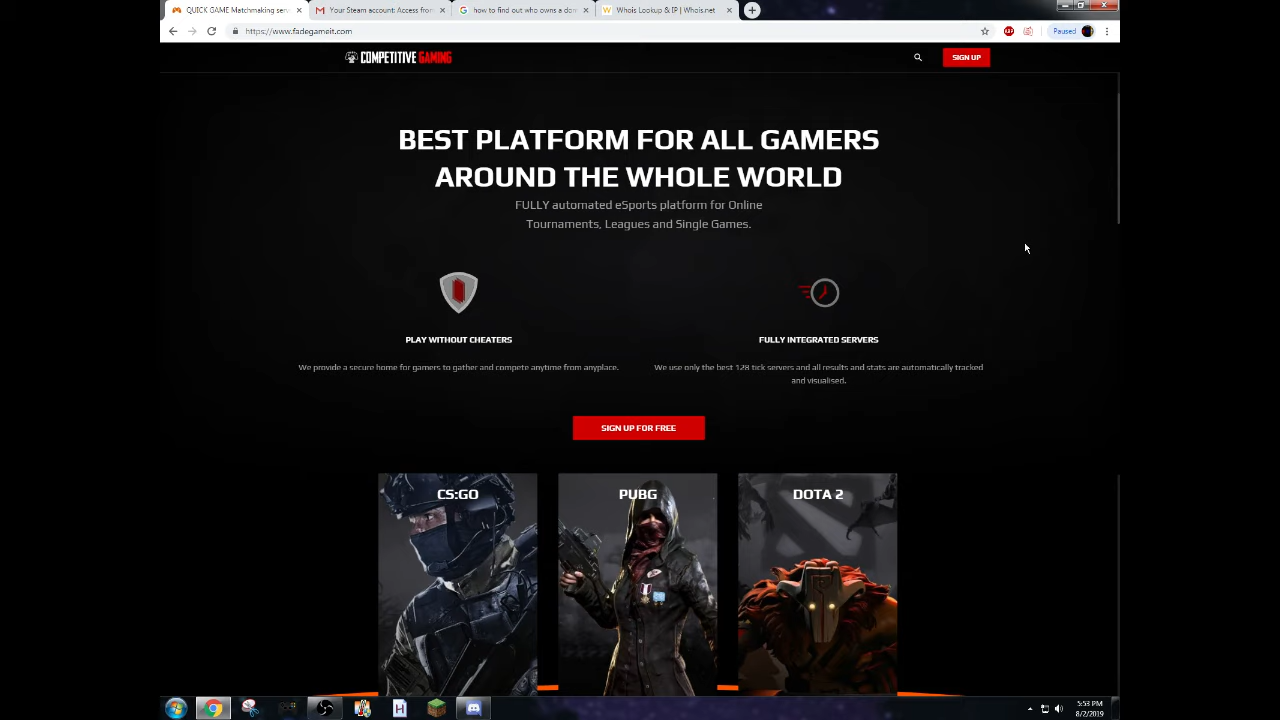 QUICK GAME Matchmaking serv
Your Steam account: Access from
how to find out who owns a dom
Whois Lookup & IP | Whois.net
https://www.fadegameit.com
Paused
COMPETITIVE GAMING
SIGN UP
BEST PLATFORM FOR ALL GAMERS
AROUND THE WHOLE WORLD
FULLY automated eSports platform for Online
Tournaments, Leagues and Single Games.
PLAY WITHOUT CHEATERS
FULLY INTEGRATED SERVERS
We provide a secure home for gamers to gather and compete anytime from anyplace.
We use only the best 128 tick servers and all results and stats are automatically tracked
and visualised.
SIGN UP FOR FREE
CS:GO
PUBG
DOTA 2
5:53 PM
8/2/2019